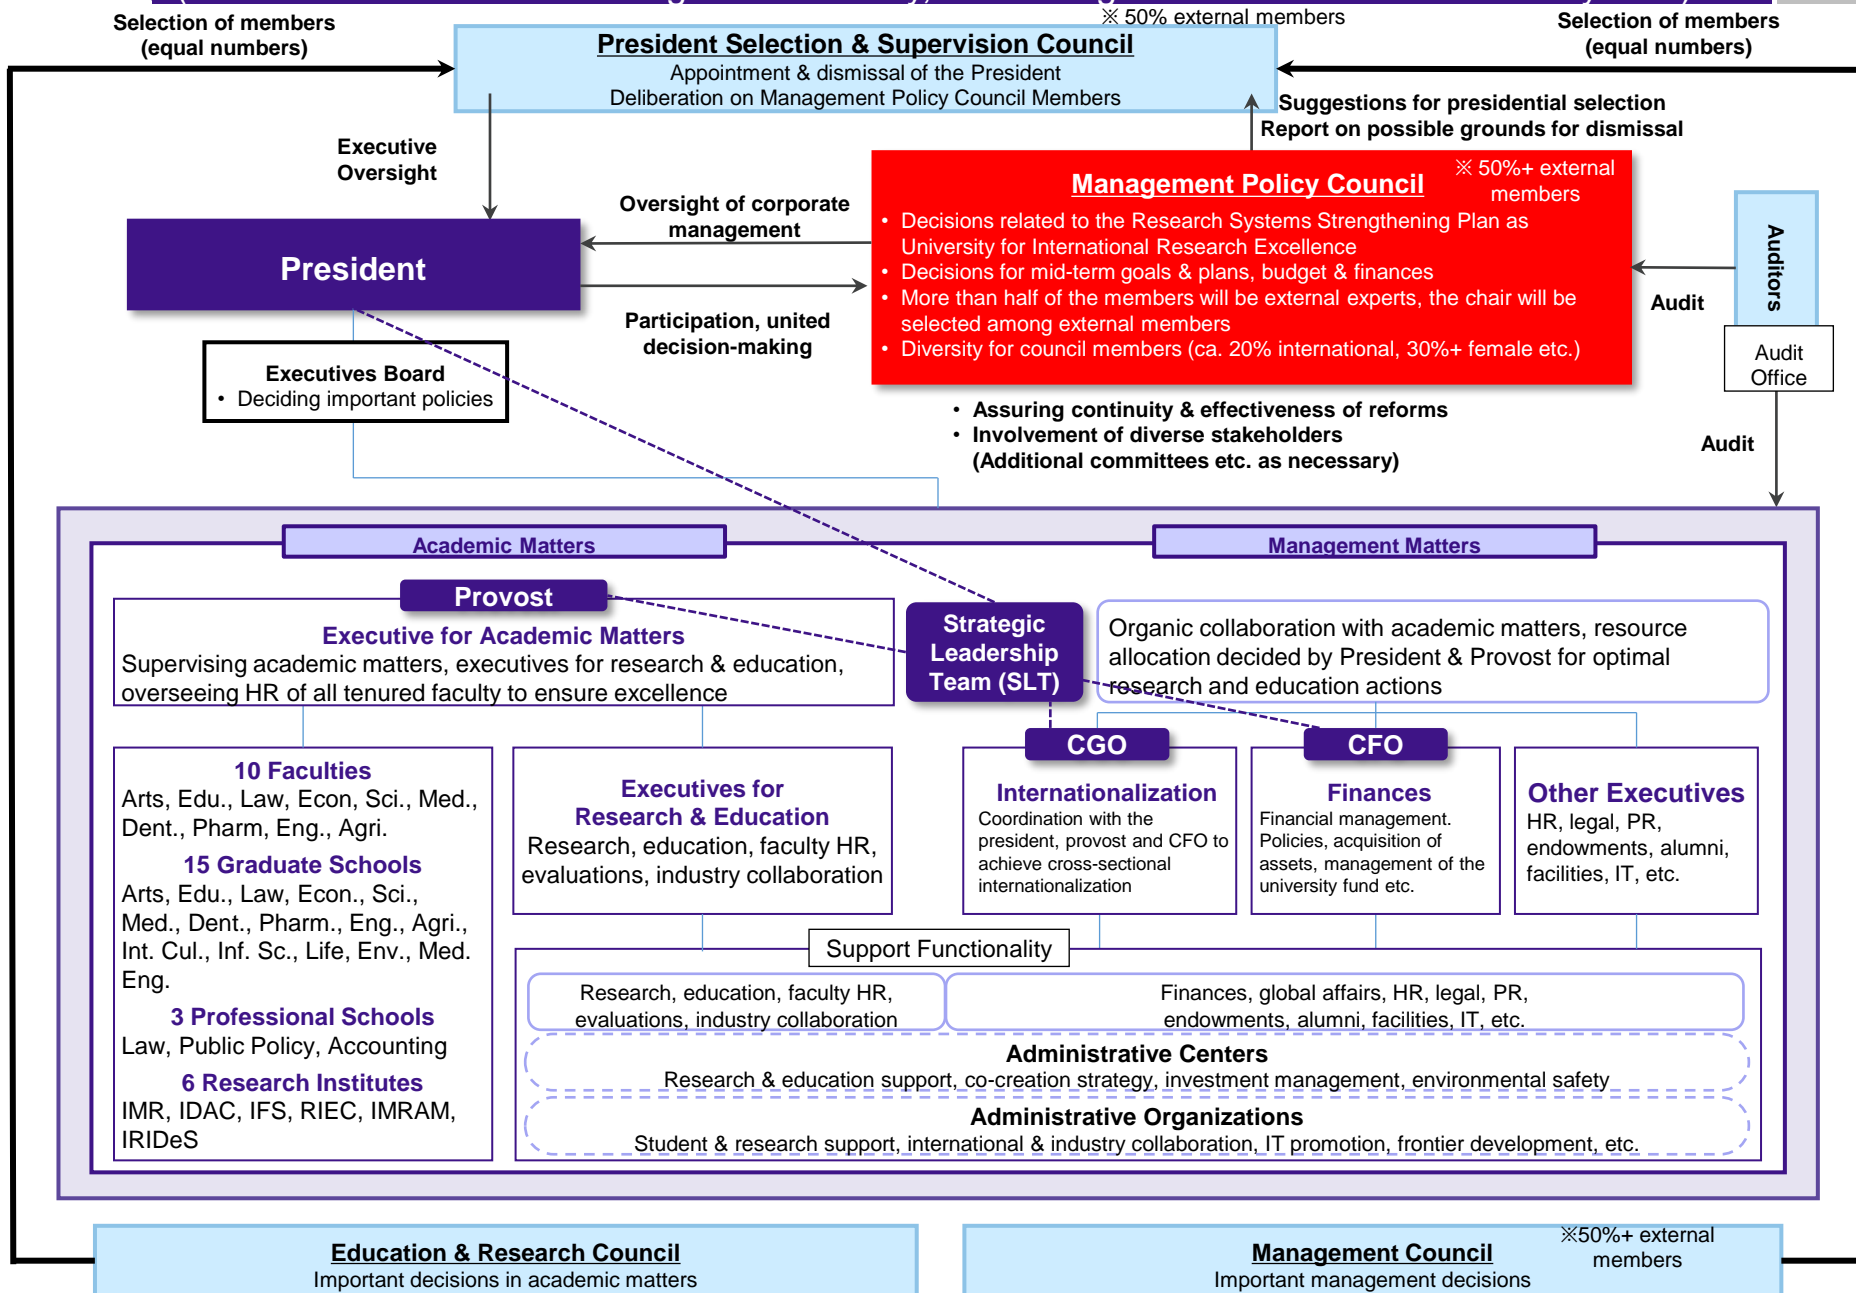 Selection of members
(equal numbers)
※ 50% external members
Selection of members
(equal numbers)
President Selection & Supervision Council
Appointment & dismissal of the President
Deliberation on Management Policy Council Members
Executive
Oversight
Suggestions for presidential selection
Report on possible grounds for dismissal
President
Oversight of corporate
management
Participation, united
decision-making
Management Policy Council
※ 50%+ external
members
• Decisions related to the Research Systems Strengthening Plan as
University for International Research Excellence
• Decisions for mid-term goals & plans, budget & finances
• More than half of the members will be external experts, the chair will be
selected among external members
• Diversity for council members (ca. 20% international, 30%+ female etc.)
Auditors
Audit
Audit
Office
Audit
Executives Board
• Deciding important policies
• Assuring continuity & effectiveness of reforms
• Involvement of diverse stakeholders
(Additional committees etc. as necessary)
Academic Matters
Management Matters
Provost
Executive for Academic Matters
Supervising academic matters, executives for research & education,
overseeing HR of all tenured faculty to ensure excellence
Strategic
Leadership
Team (SLT)
Organic collaboration with academic matters, resource
allocation decided by President & Provost for optimal
research and education actions
10 Faculties
Arts, Edu., Law, Econ, Sci., Med.,
Dent., Pharm, Eng., Agri.
15 Graduate Schools
Arts, Edu., Law, Econ., Sci.,
Med., Dent., Pharm., Eng., Agri.,
Int. Cul., Inf. Sc., Life, Env., Med.
Eng.
3 Professional Schools
Law, Public Policy, Accounting
6 Research Institutes
IMR, IDAC, IFS, RIEC, IMRAM,
IRIDeS
Executives for
Research & Education
Research, education, faculty HR,
evaluations, industry collaboration
CGO
Internationalization
Coordination with the
president, provost and CFO to
achieve cross-sectional
internationalization
CFO
Finances
Financial management.
Policies, acquisition of
assets, management of the
university fund etc.
Other Executives
HR, legal, PR,
endowments, alumni,
facilities, IT, etc.
Support Functionality
Research, education, faculty HR,
evaluations, industry collaboration
Finances, global affairs, HR, legal, PR,
endowments, alumni, facilities, IT, etc.
Administrative Centers
Research & education support, co-creation strategy, investment management, environmental safety
Administrative Organizations
Student & research support, international & industry collaboration, IT promotion, frontier development, etc.
Education & Research Council
Important decisions in academic matters
Management Council
※50%+ external
members
Important management decisions